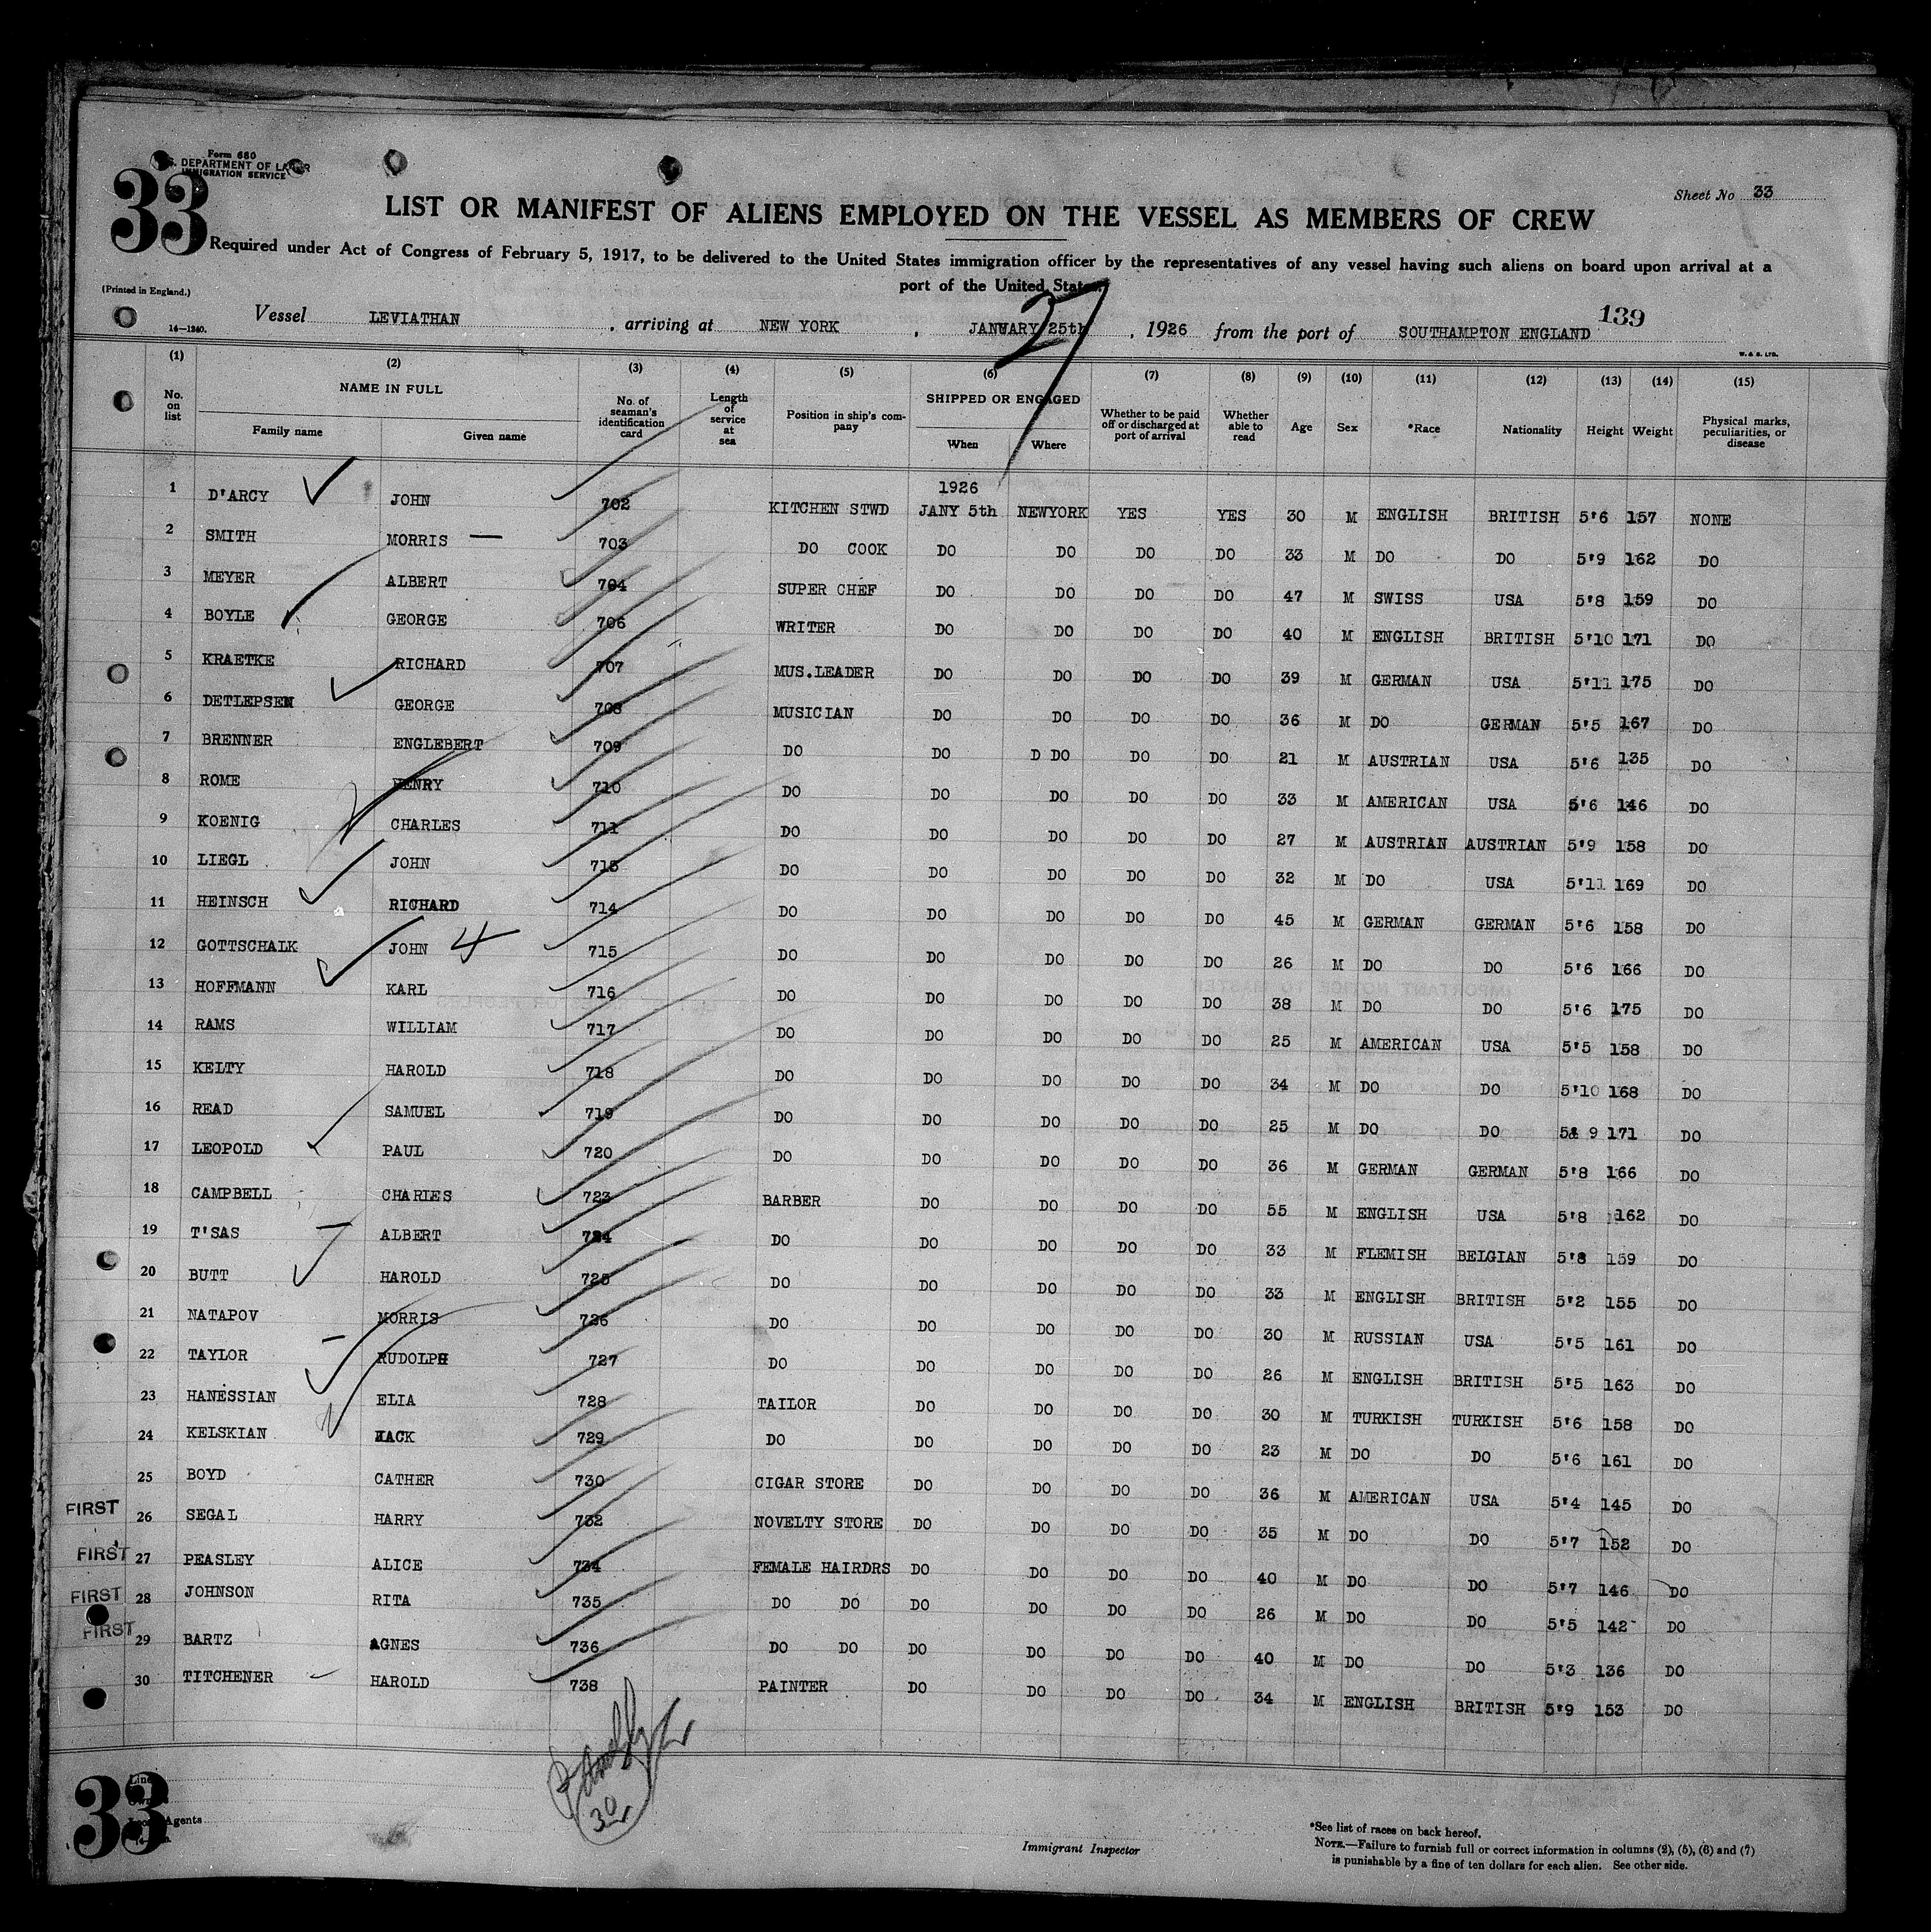 Form 680
U.S. DEPARTMENT OF LABOR
IMMIGRATION SERVICE
33
Sheet No 33
LIST OR MANIFEST OF ALIENS EMPLOYED ON THE VESSEL AS MEMBERS OF CREW
Required under Act of Congress of February 5, 1917, to be delivered to the United States immigration officer by the representatives of any vessel having such aliens on board upon arrival at a
port of the United States.
(Printed in England.)
27
139
14—1240.
Vessel LEVIATHAN, arriving at NEW YORK, JANUARY 25th, 1926 from the port of SOUTHAMPTON ENGLAND
W. & S. LTD.
(1) (2) (3) (4) (5) (6) (7) (8) (9) (10) (11) (12) (13) (14) (15)
No. on list NAME IN FULL Family name Given name No. of seaman's identification card Length of service at sea Position in ship's company SHIPPED OR ENGAGED When Where Whether to be paid off or discharged at port of arrival Whether able to read Age Sex *Race Nationality Height Weight Physical marks, peculiarities, or disease
1926
1 D'ARCY JOHN 702 KITCHEN STWD JANY 5th NEWYORK YES YES 30 M ENGLISH BRITISH 5'6 157 NONE
2 SMITH MORRIS — 703 DO COOK DO DO DO DO 33 M DO DO 5'9 162 DO
3 MEYER ALBERT 704 SUPER CHEF DO DO DO DO 47 M SWISS USA 5'8 159 DO
4 BOYLE GEORGE 706 WRITER DO DO DO DO 40 M ENGLISH BRITISH 5'10 171 DO
5 KRAETKE RICHARD 707 MUS.LEADER DO DO DO DO 39 M GERMAN USA 5'11 175 DO
6 DETLEPSEN GEORGE 708 MUSICIAN DO DO DO DO 36 M DO GERMAN 5'5 167 DO
7 BRENNER ENGLEBERT 709 DO DO D DO DO DO 21 M AUSTRIAN USA 5'6 135 DO
8 ROME HENRY 710 DO DO DO DO DO 33 M AMERICAN USA 5'6 146 DO
9 KOENIG CHARLES 711 DO DO DO DO DO 27 M AUSTRIAN AUSTRIAN 5'9 158 DO
10 LIEGL JOHN 713 DO DO DO DO DO 32 M DO USA 5'11 169 DO
11 HEINSCH RICHARD 714 DO DO DO DO DO 45 M GERMAN GERMAN 5'6 158 DO
12 GOTTSCHALK JOHN 4 715 DO DO DO DO DO 26 M DO DO 5'6 166 DO
13 HOFFMANN KARL 716 DO DO DO DO DO 38 M DO DO 5'6 175 DO
14 RAMS WILLIAM 717 DO DO DO DO DO 25 M AMERICAN USA 5'5 158 DO
15 KELTY HAROLD 718 DO DO DO DO DO 34 M DO DO 5'10 168 DO
16 READ SAMUEL 719 DO DO DO DO DO 25 M DO DO 5& 9 171 DO
17 LEOPOLD PAUL 720 DO DO DO DO DO 36 M GERMAN GERMAN 5'8 166 DO
18 CAMPBELL CHARLES 723 BARBER DO DO DO DO 55 M ENGLISH USA 5'8 162 DO
19 T'SAS — ALBERT 724 DO DO DO DO DO 33 M FLEMISH BELGIAN 5'8 159 DO
20 BUTT HAROLD 725 DO DO DO DO DO 33 M ENGLISH BRITISH 5'2 155 DO
21 NATAPOV MORRIS 726 DO DO DO DO DO 30 M RUSSIAN USA 5'5 161 DO
22 TAYLOR RUDOLPH 727 DO DO DO DO DO 26 M ENGLISH BRITISH 5'5 163 DO
23 HANESSIAN ELIA 728 TAILOR DO DO DO DO 30 M TURKISH TURKISH 5'6 158 DO
24 KELSKIAN JACK 729 DO DO DO DO DO 23 M DO DO 5'6 161 DO
25 BOYD CATHER 730 CIGAR STORE DO DO DO DO 36 M AMERICAN USA 5'4 145 DO
FIRST 26 SEGAL HARRY 732 NOVELTY STORE DO DO DO DO 35 M DO DO 5'7 152 DO
FIRST 27 PEASLEY ALICE 734 FEMALE HAIRDRS DO DO DO DO 40 M DO DO 5'7 146 DO
FIRST 28 JOHNSON RITA 735 DO DO DO DO DO DO 26 M DO DO 5'5 142 DO
FIRST 29 BARTZ AGNES 736 DO DO DO DO DO DO 40 M DO DO 5'3 136 DO
30 TITCHENER HAROLD 738 PAINTER DO DO DO DO 34 M ENGLISH BRITISH 5'9 153 DO
30
33
Line
Owners
Local Agents
Immigrant Inspector
*See list of races on back hereof.
NOTE.—Failure to furnish full or correct information in columns (2), (5), (6) and (7)
is punishable by a fine of ten dollars for each alien. See other side.